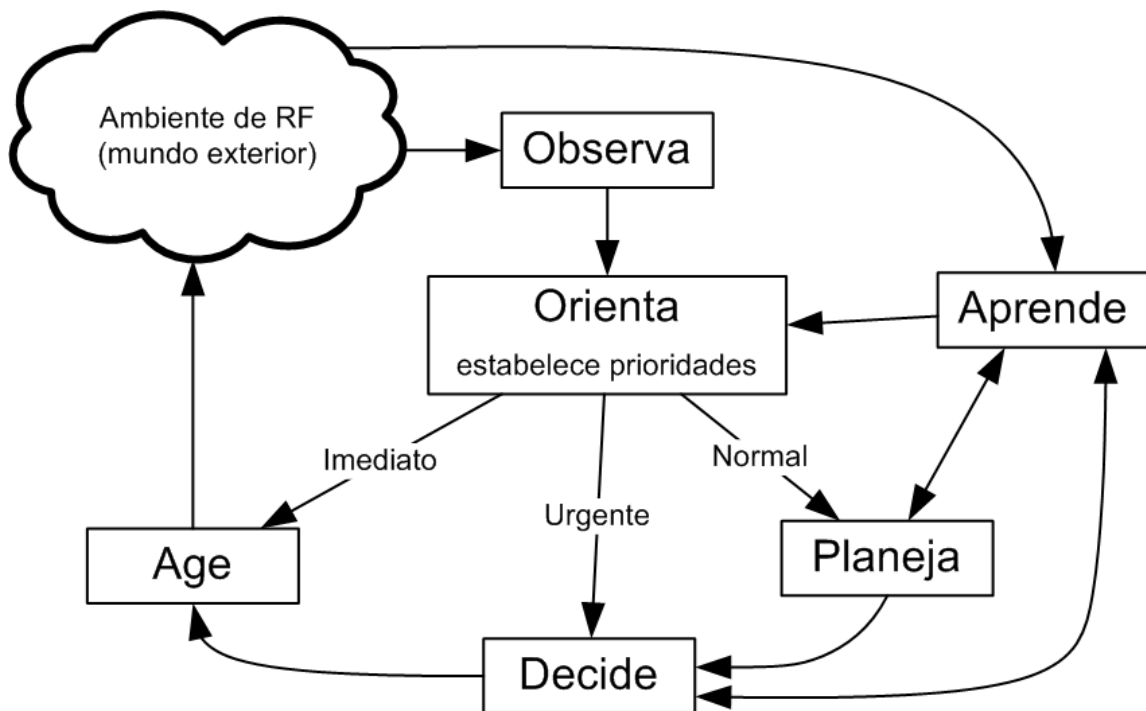 Ambiente de RF
(mundo exterior)
Observa
Orienta
estabelece prioridades
Aprende
Imediato
Normal
Urgente
Age
Planeja
Decide